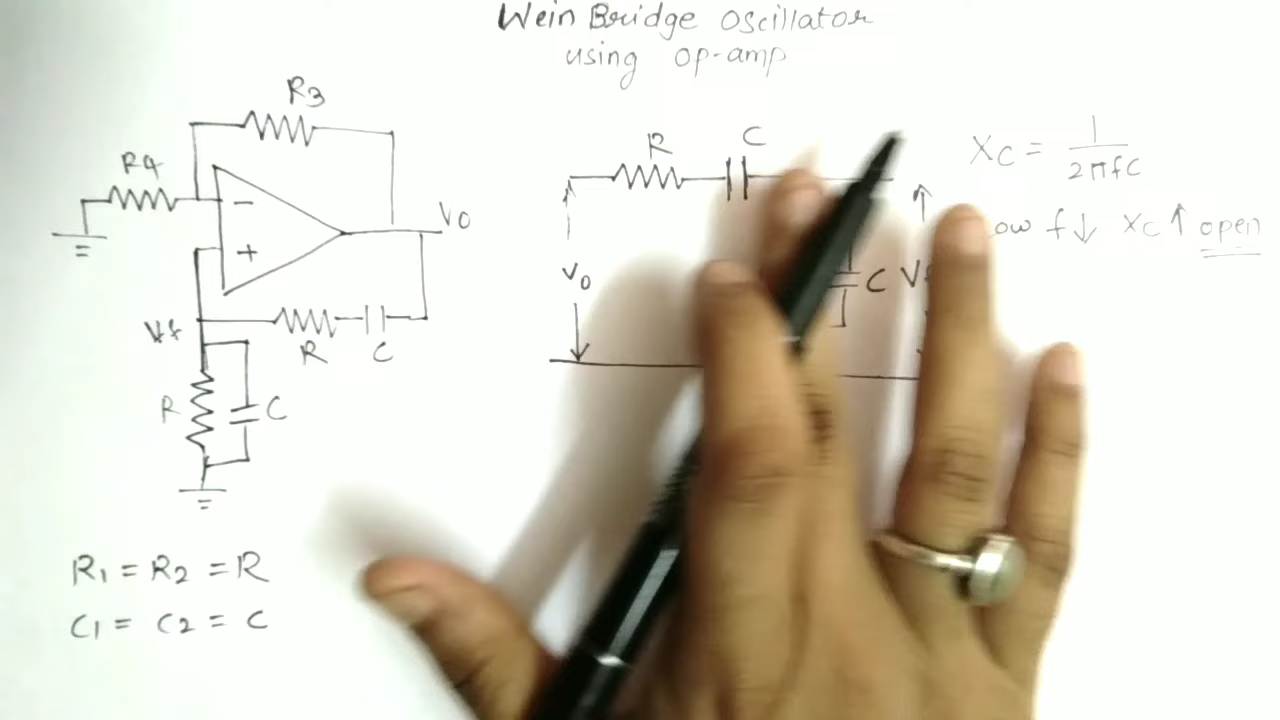 Wein Bridge Oscillator
using op-amp
R3
R4
-
+
Vo
Vf
R
C
R
C
R1 = R2 = R
C1 = C2 = C
R
C
Vo
C
XC = 1/2πfC
ow f↓ XC↑ open